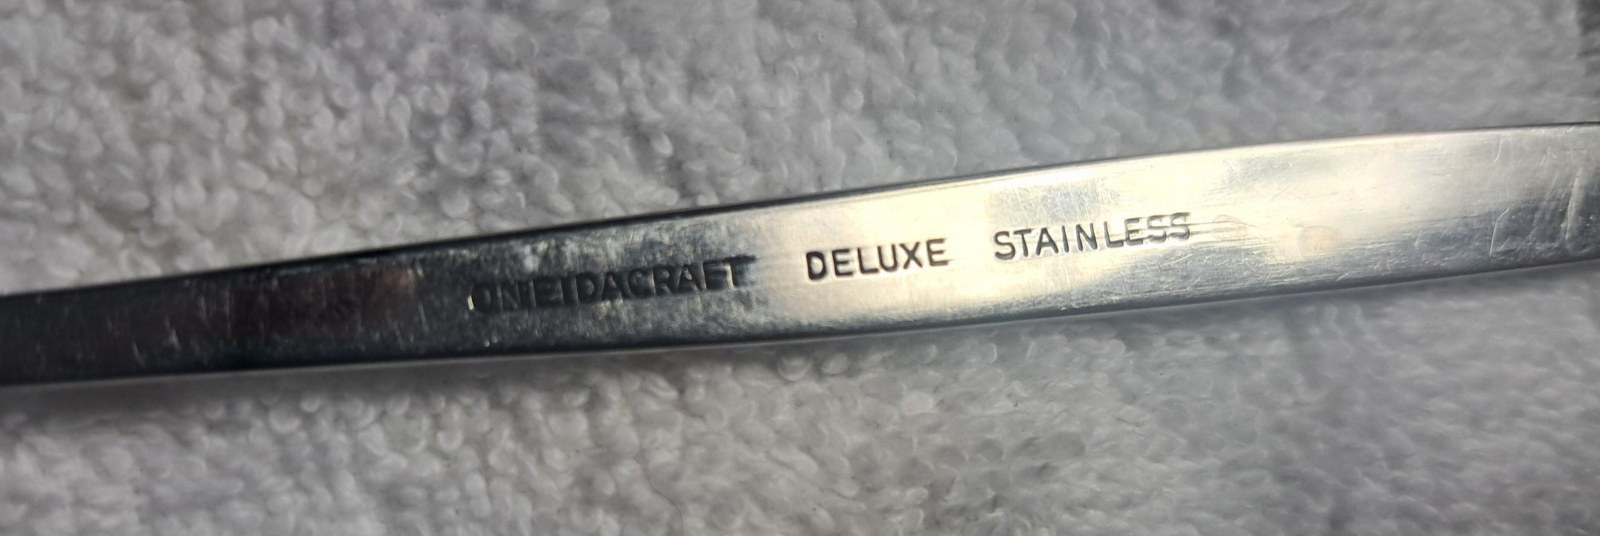 ONEIDACRAFT DELUXE STAINLESS